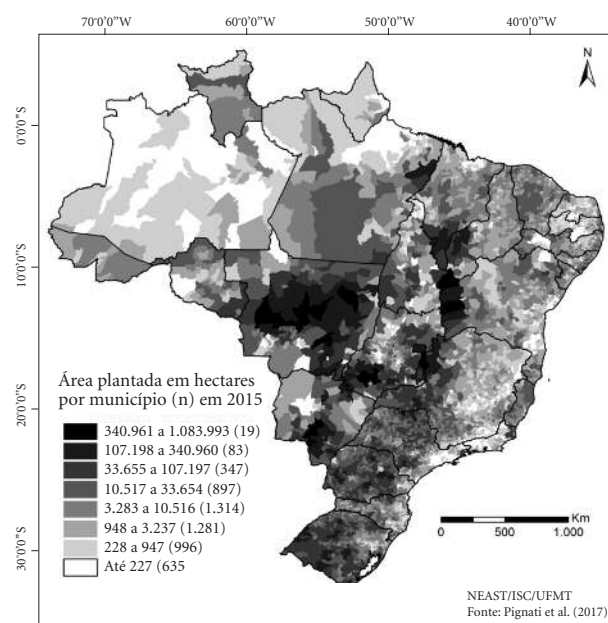 70°0'0"W 60°0'0"W 50°0'0"W 40°0'0"W
N
0°0'0"S
10°0'0"S
20°0'0"S
30°0'0"S
Área plantada em hectares
por município (n) em 2015
340.961 a 1.083.993 (19)
107.198 a 340.960 (83)
33.655 a 107.197 (347)
10.517 a 33.654 (897)
3.283 a 10.516 (1.314)
948 a 3.237 (1.281)
228 a 947 (996)
Até 227 (635
Km
0 500 1.000
NEAST/ISC/UFMT
Fonte: Pignati et al. (2017)